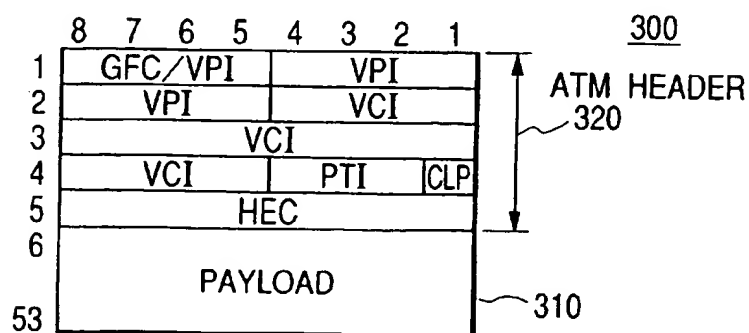 8 7 6 5 4 3 2 1
300
1 GFC/VPI VPI
ATM HEADER
2 VPI VCI
320
3 VCI
4 VCI PTI CLP
5 HEC
6
PAYLOAD
310
53